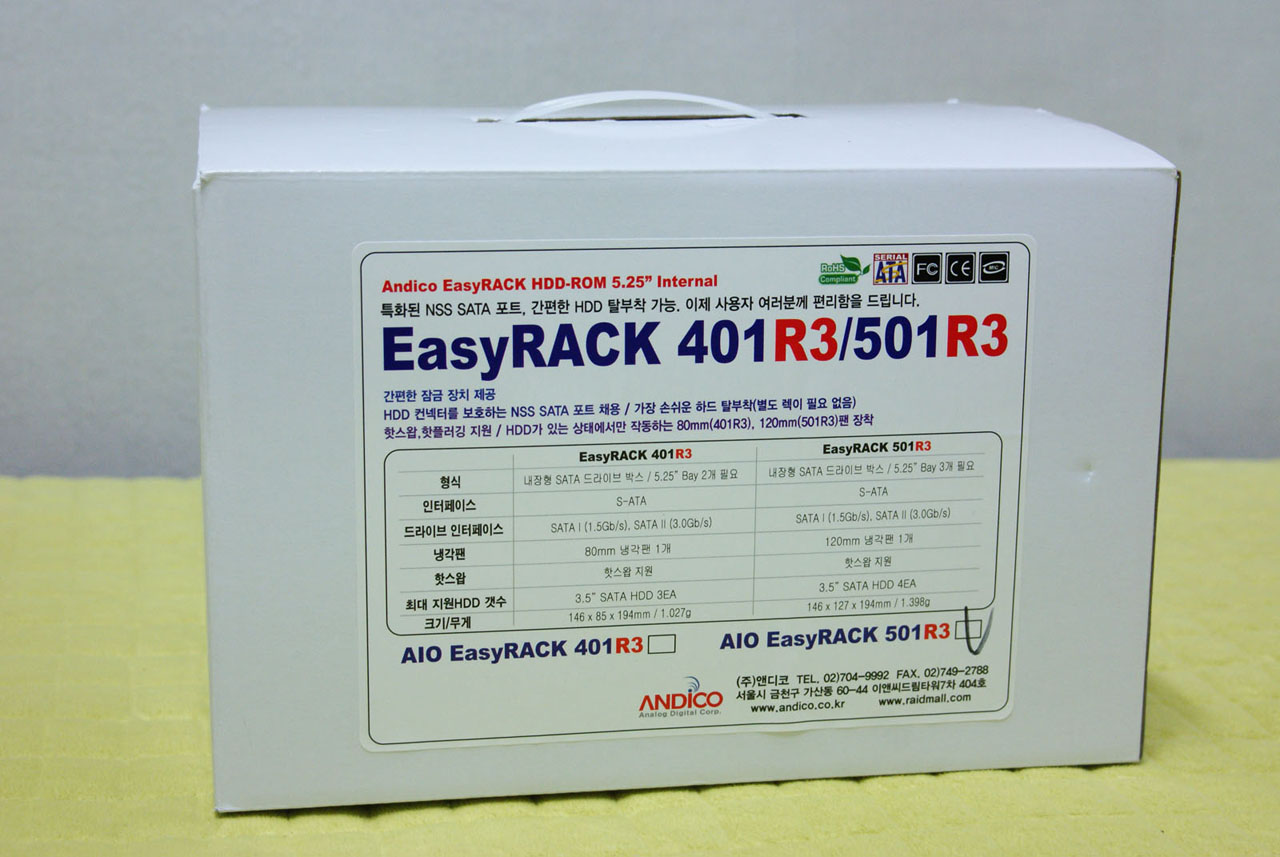 Andico EasyRACK HDD-ROM 5.25" Internal
RoHS Compliant
SERIAL ATA
FC
CE
MIC
특화된 NSS SATA 포트, 간편한 HDD 탈부착 가능. 이제 사용자 여러분께 편리함을 드립니다.
EasyRACK 401R3/501R3
간편한 잠금 장치 제공
HDD 컨넥터를 보호하는 NSS SATA 포트 채용 / 가장 손쉬운 하드 탈부착(별도 렉이 필요 없음)
핫스왑,핫플러깅 지원 / HDD가 있는 상태에서만 작동하는 80mm(401R3), 120mm(501R3)팬 장착
EasyRACK 401R3 EasyRACK 501R3
형식 내장형 SATA 드라이브 박스 / 5.25" Bay 2개 필요 내장형 SATA 드라이브 박스 / 5.25" Bay 3개 필요
인터페이스 S-ATA S-ATA
드라이브 인터페이스 SATA I (1.5Gb/s), SATA II (3.0Gb/s) SATA I (1.5Gb/s), SATA II (3.0Gb/s)
냉각팬 80mm 냉각팬 1개 120mm 냉각팬 1개
핫스왑 핫스왑 지원 핫스왑 지원
최대 지원HDD 갯수 3.5" SATA HDD 3EA 3.5" SATA HDD 4EA
크기/무게 146 x 85 x 194mm / 1.027g 146 x 127 x 194mm / 1.398g
AIO EasyRACK 401R3 AIO EasyRACK 501R3
ANDiCO
Analog Digital Corp.
(주)앤디코 TEL. 02)704-9992 FAX. 02)749-2788
서울시 금천구 가산동 60-44 이앤씨드림타워7차 404호
www.andico.co.kr www.raidmall.com